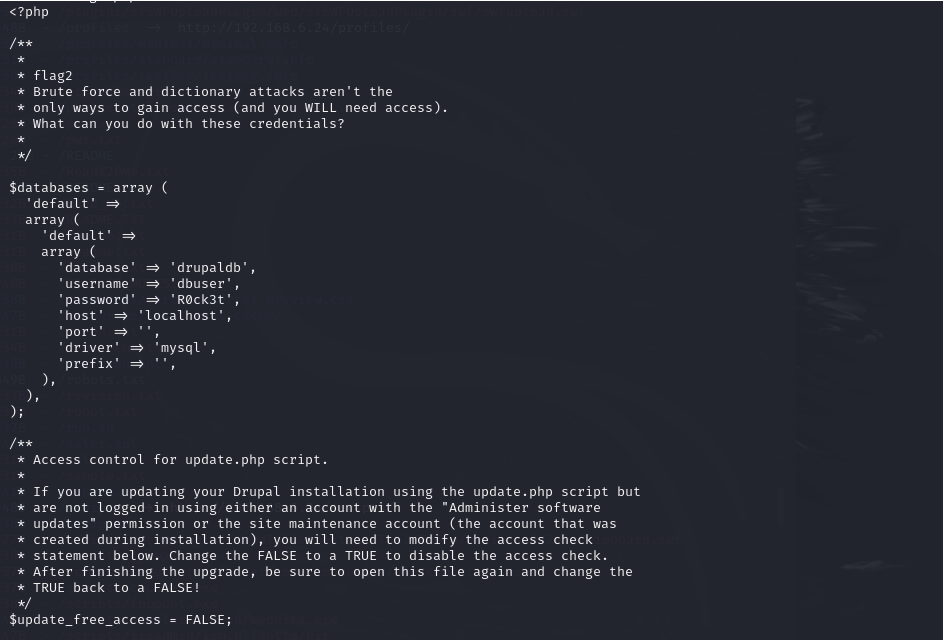 <?php
/**
 *
 * flag2
 * Brute force and dictionary attacks aren't the
 * only ways to gain access (and you WILL need access).
 * What can you do with these credentials?
 *
 */
$databases = array (
  'default' =>
  array (
    'default' =>
    array (
      'database' => 'drupaldb',
      'username' => 'dbuser',
      'password' => 'R0ck3t',
      'host' => 'localhost',
      'port' => '',
      'driver' => 'mysql',
      'prefix' => '',
    ),
  ),
);
/**
 * Access control for update.php script.
 *
 * If you are updating your Drupal installation using the update.php script but
 * are not logged in using either an account with the "Administer software
 * updates" permission or the site maintenance account (the account that was
 * created during installation), you will need to modify the access check
 * statement below. Change the FALSE to a TRUE to disable the access check.
 * After finishing the upgrade, be sure to open this file again and change the
 * TRUE back to a FALSE!
 */
$update_free_access = FALSE;